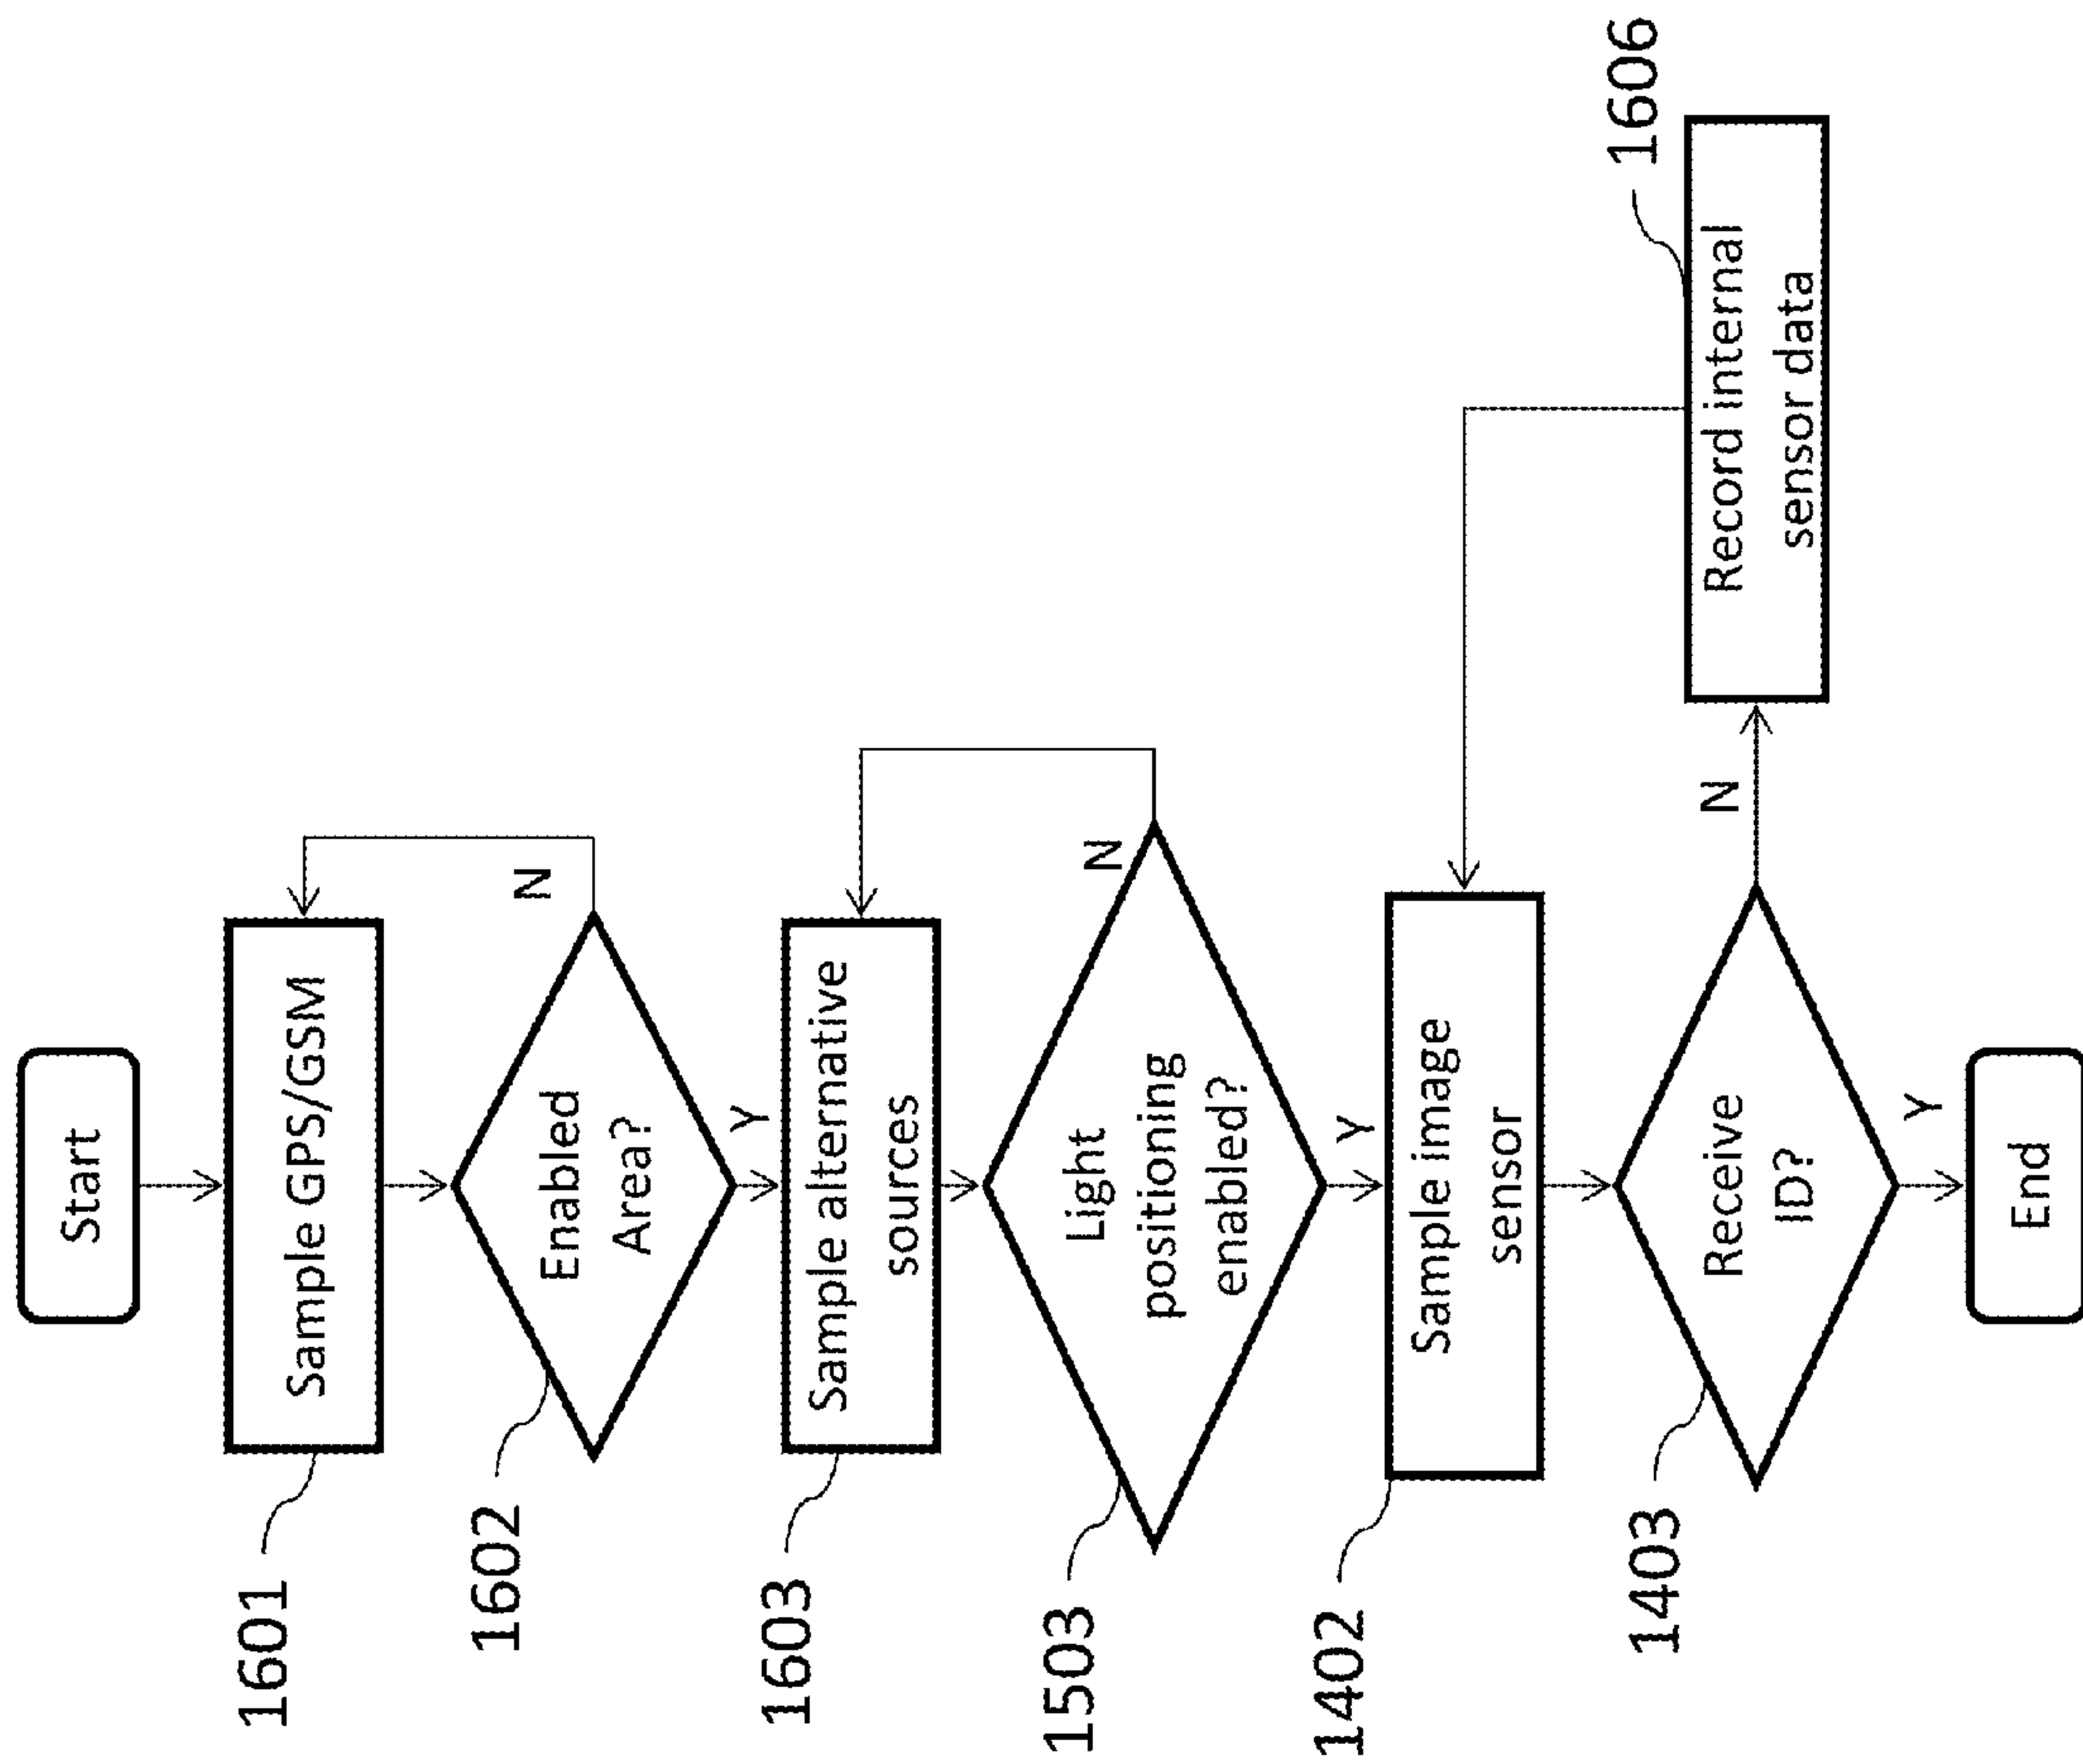 Start
1601
Sample GPS/GSM
1602
Enabled
Area?
N
Y
1603
Sample alternative
sources
1503
Light
positioning
enabled?
N
Y
1402
Sample image
sensor
1403
Receive
ID?
N
1606
Record internal
sensor data
Y
End